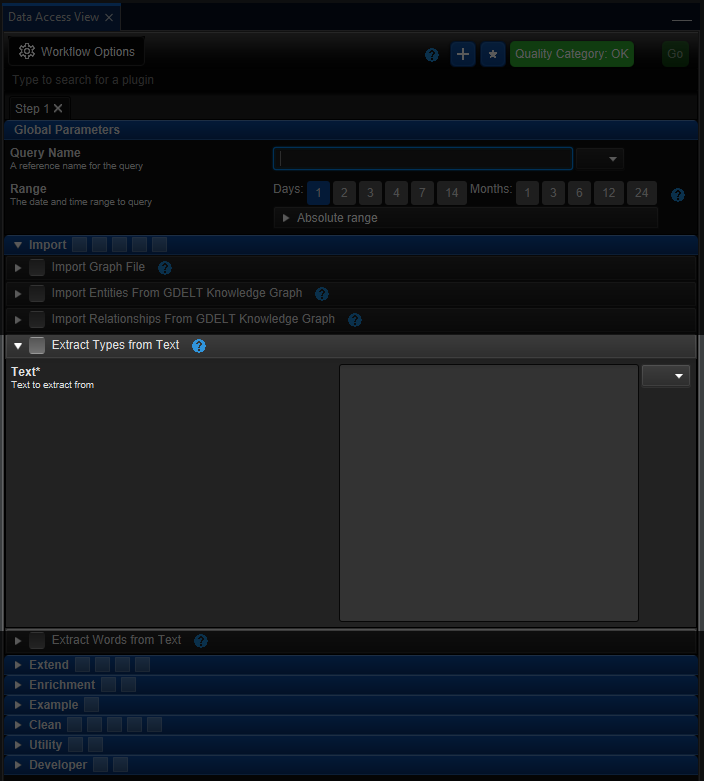 Data Access View
Workflow Options
Quality Category: OK
Go
Type to search for a plugin
Step 1
Global Parameters
Query Name
A reference name for the query
Range
The date and time range to query
Days: 1 2 3 4 7 14 Months: 1 3 6 12 24
Absolute range
Import
Import Graph File
Import Entities From GDELT Knowledge Graph
Import Relationships From GDELT Knowledge Graph
Extract Types from Text
Text*
Text to extract from
Extract Words from Text
Extend
Enrichment
Example
Clean
Utility
Developer